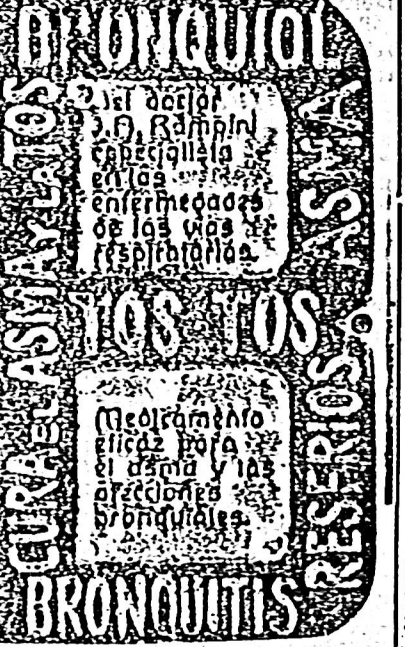 BRONQUIOL
Del doctor
J.A. Rampini
especialista
en las
enfermedades
de las vias
respiratorias.
CURA EL ASMA Y LA TOS
ASMA
TOS TOS
RESFRIOS
Medicamento
eficaz para
el asma y las
afecciones
bronquiales.
BRONQUITIS